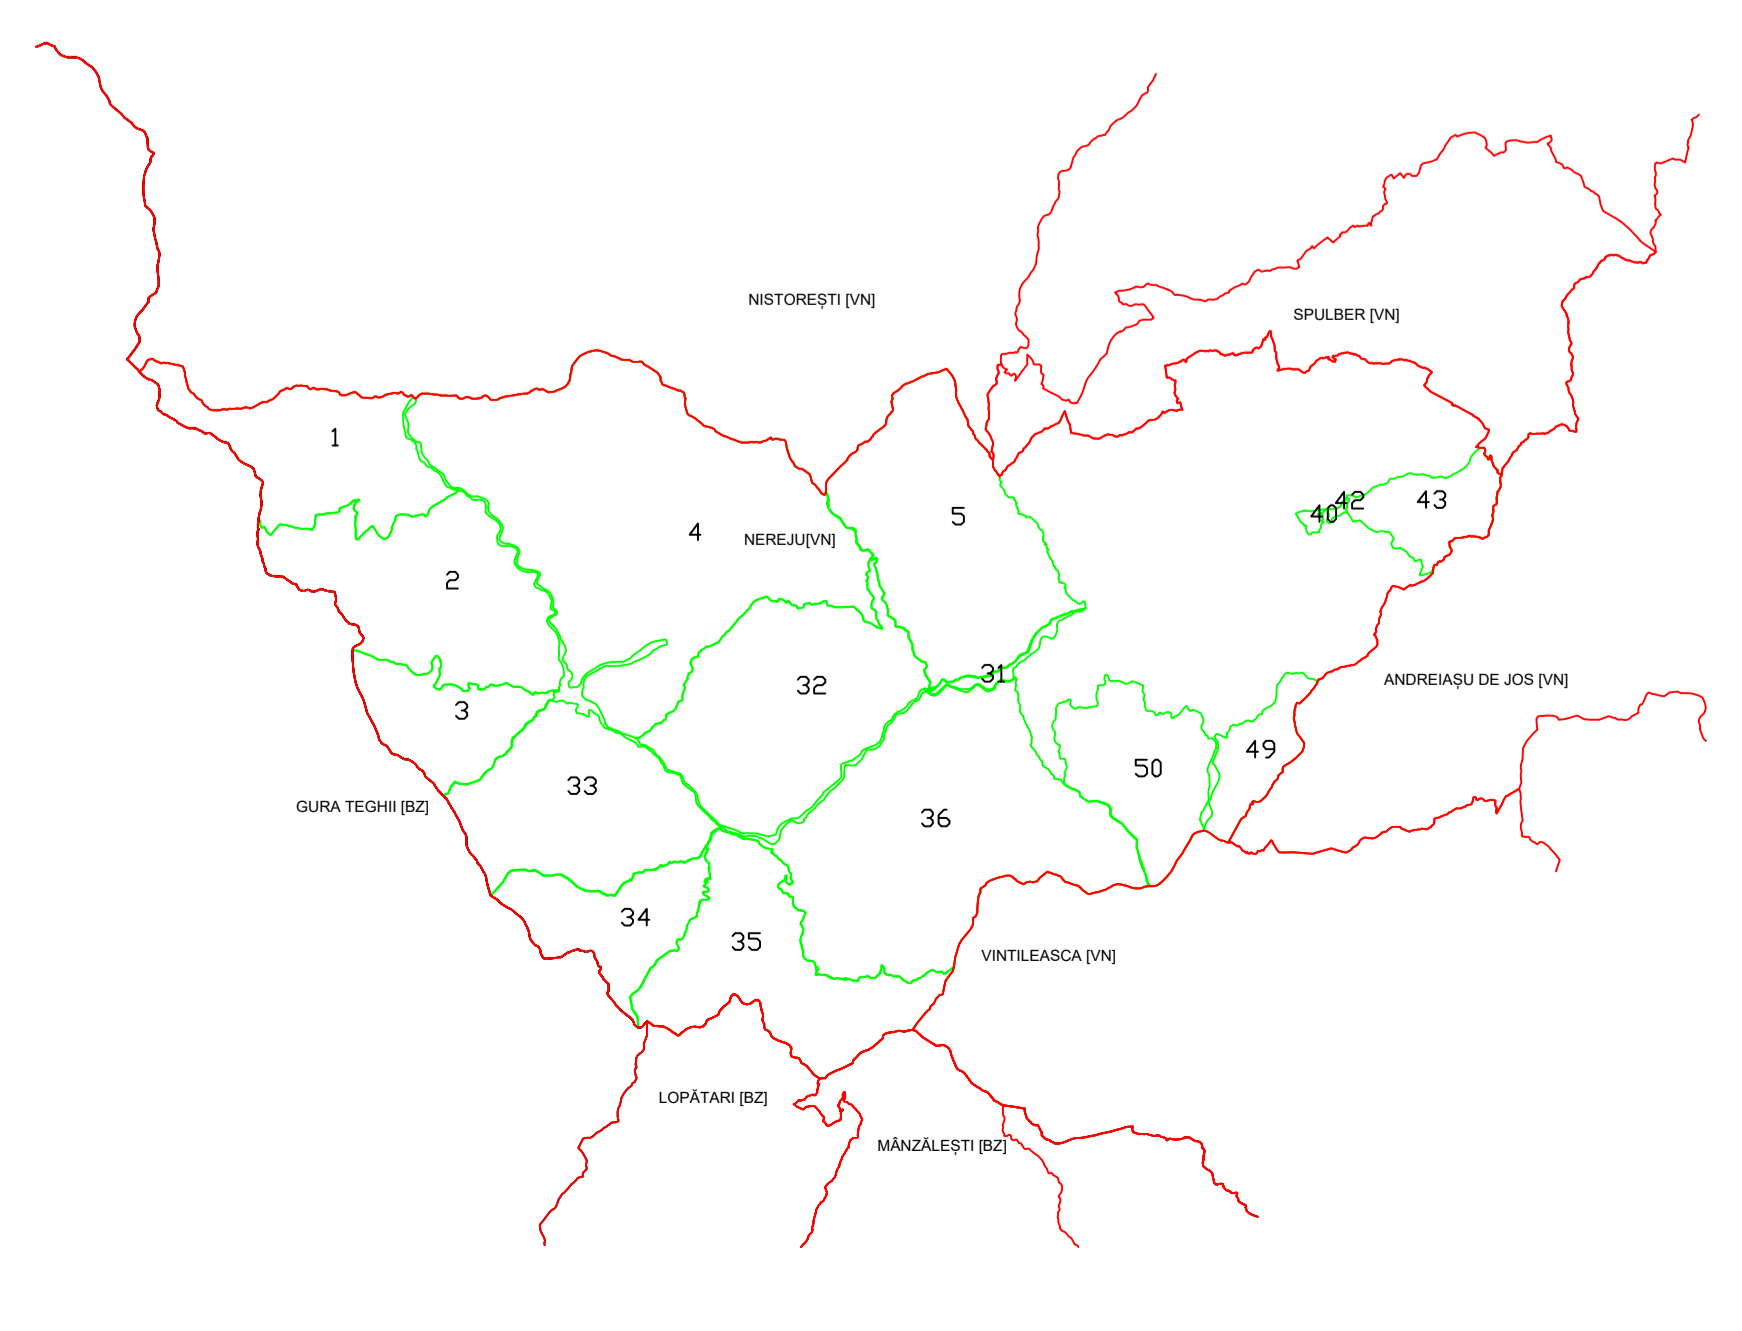 NISTOREȘTI [VN]
SPULBER [VN]
1
43
42
40
5
4
NEREJU[VN]
2
31
ANDREIAȘU DE JOS [VN]
32
3
49
50
33
GURA TEGHII [BZ]
36
34
35
VINTILEASCA [VN]
LOPĂTARI [BZ]
MÂNZĂLEȘTI [BZ]